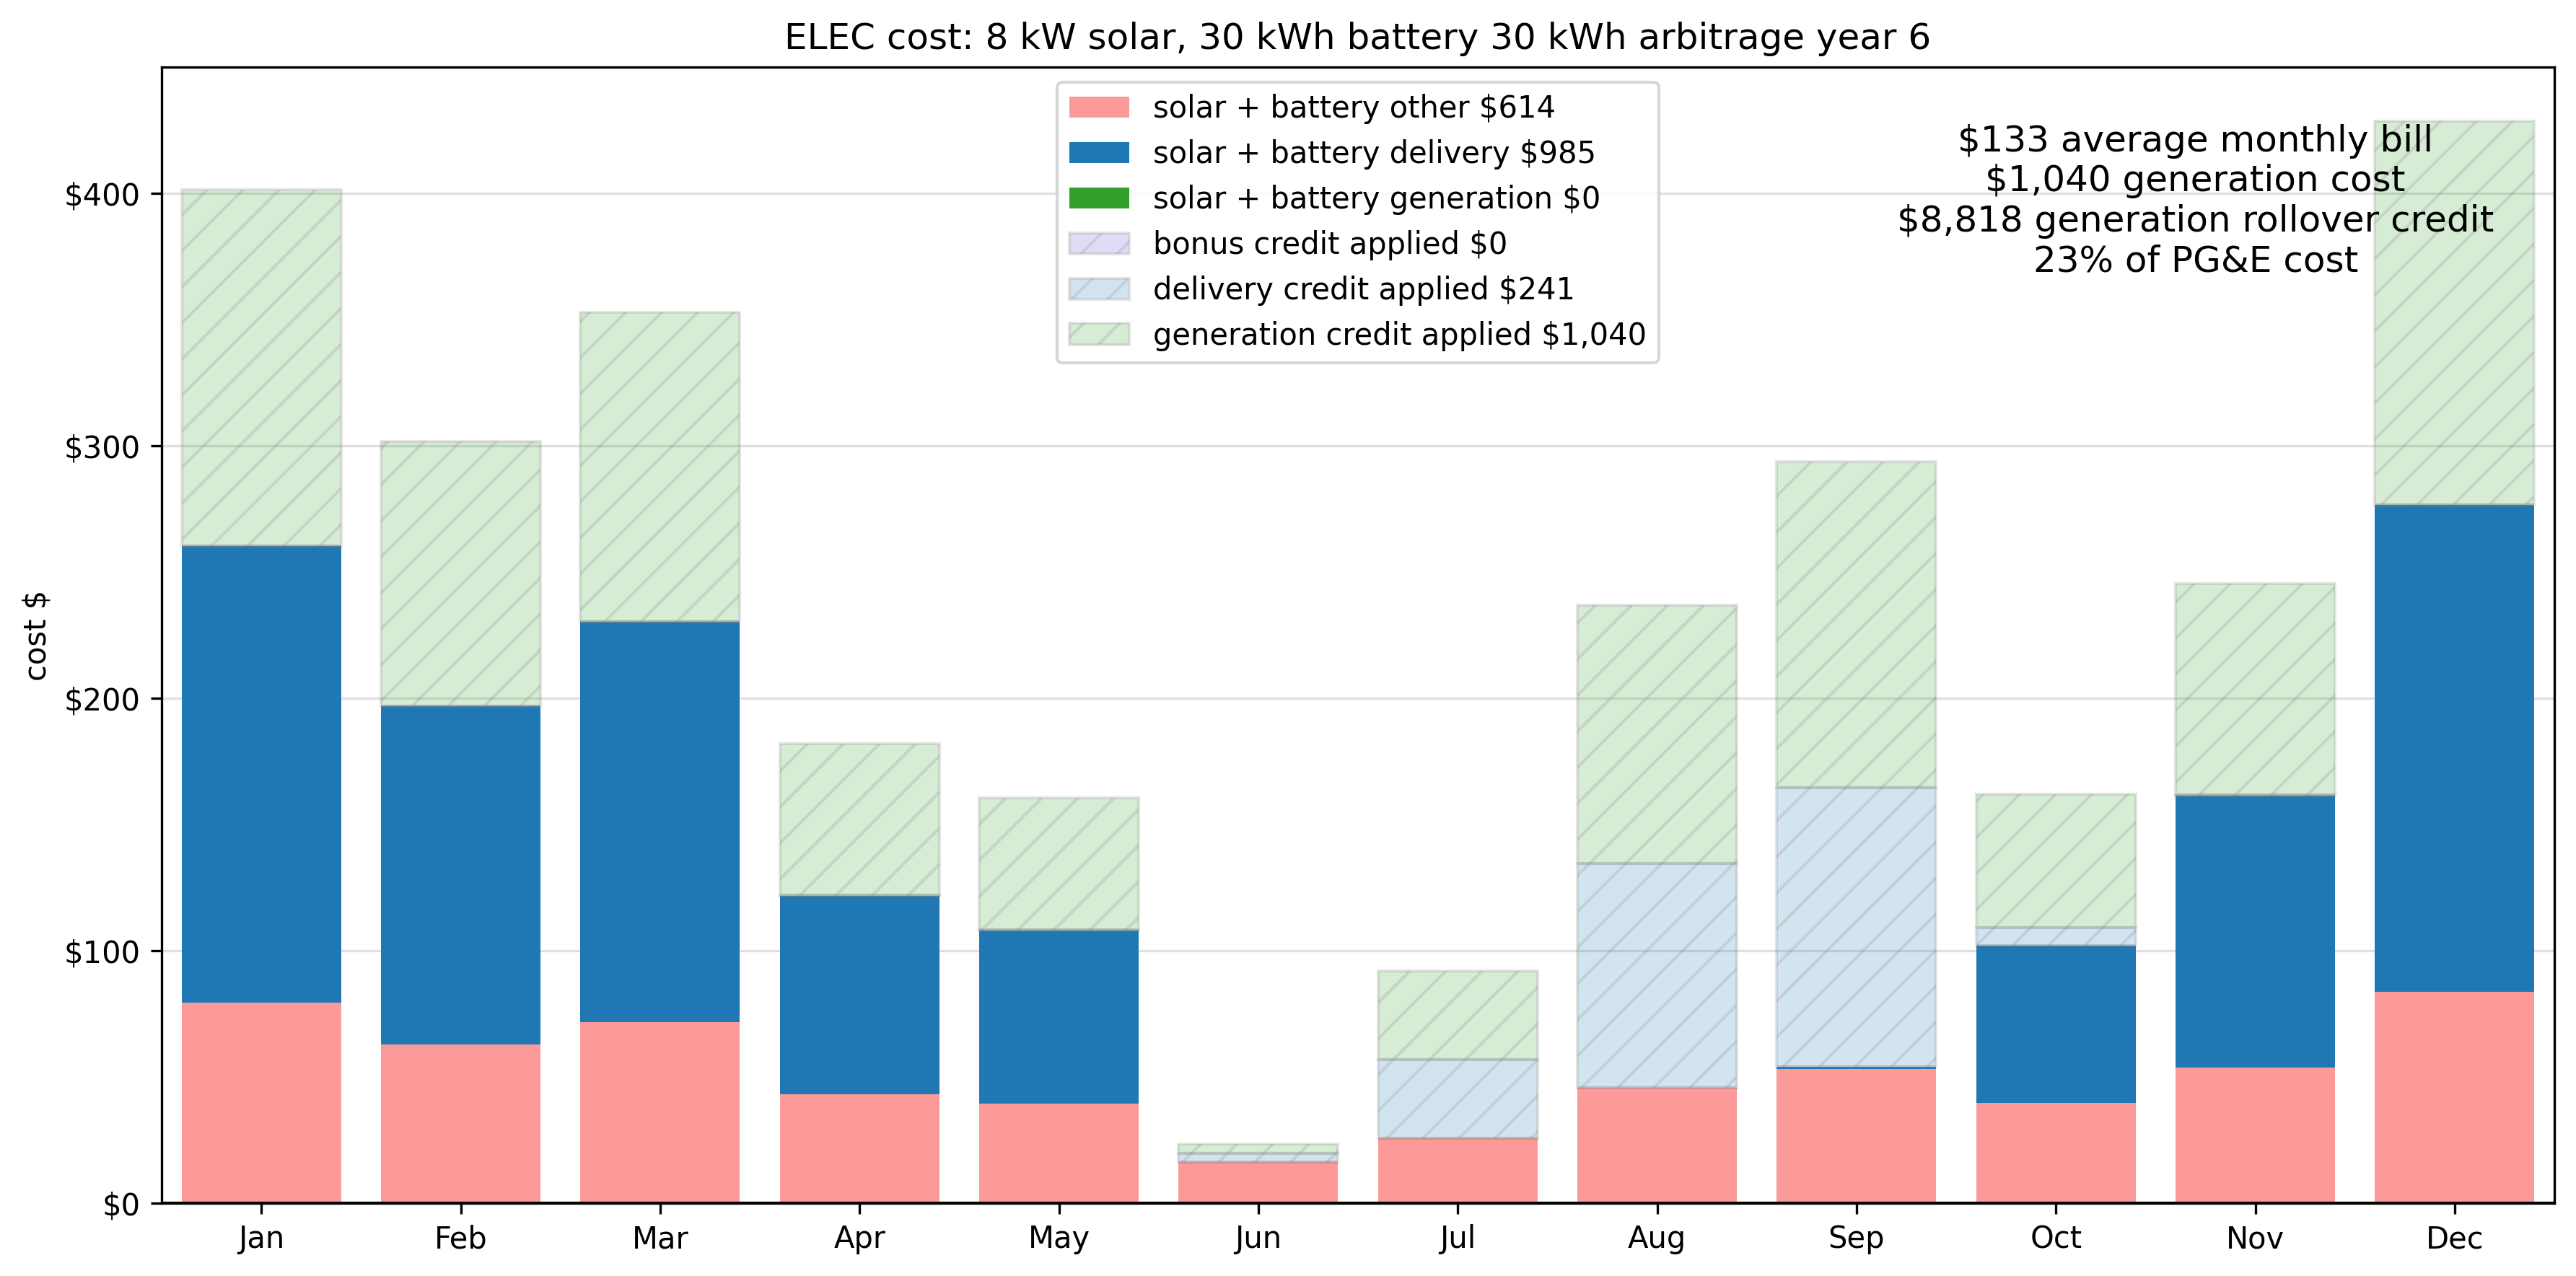 ELEC cost: 8 kW solar, 30 kWh battery 30 kWh arbitrage year 6
solar + battery other $614
solar + battery delivery $985
solar + battery generation $0
bonus credit applied $0
delivery credit applied $241
generation credit applied $1,040
$133 average monthly bill
$1,040 generation cost
$8,818 generation rollover credit
23% of PG&E cost
cost $
$400
$300
$200
$100
$0
Jan Feb Mar Apr May Jun Jul Aug Sep Oct Nov Dec